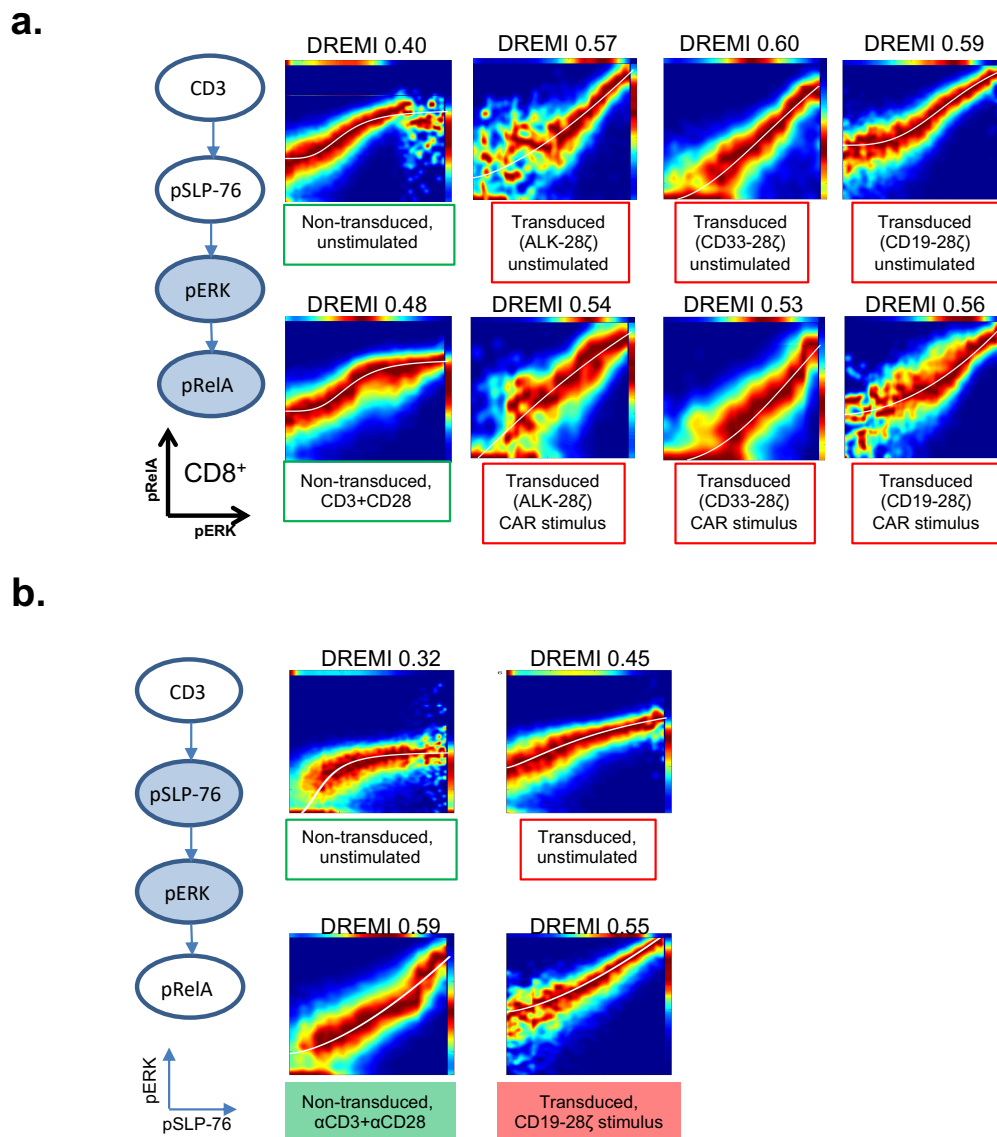 a.
DREMI 0.40
DREMI 0.57
DREMI 0.60
DREMI 0.59
CD3
pSLP-76
pERK
pRelA
Non-transduced,
unstimulated
Transduced
(ALK-28ζ)
unstimulated
Transduced
(CD33-28ζ)
unstimulated
Transduced
(CD19-28ζ)
unstimulated
DREMI 0.48
DREMI 0.54
DREMI 0.53
DREMI 0.56
Non-transduced,
CD3+CD28
Transduced
(ALK-28ζ)
CAR stimulus
Transduced
(CD33-28ζ)
CAR stimulus
Transduced
(CD19-28ζ)
CAR stimulus
pRelA
CD8+
pERK
b.
DREMI 0.32
DREMI 0.45
CD3
pSLP-76
pERK
pRelA
Non-transduced,
unstimulated
Transduced,
unstimulated
DREMI 0.59
DREMI 0.55
Non-transduced,
αCD3+αCD28
Transduced,
CD19-28ζ stimulus
pERK
pSLP-76